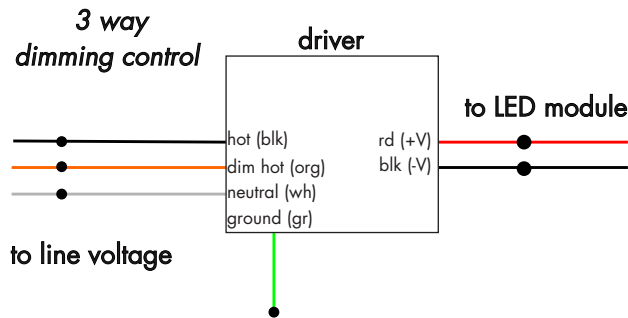 3 way
dimming control
driver
to LED module
hot (blk)
rd (+V)
dim hot (org)
blk (-V)
neutral (wh)
ground (gr)
to line voltage